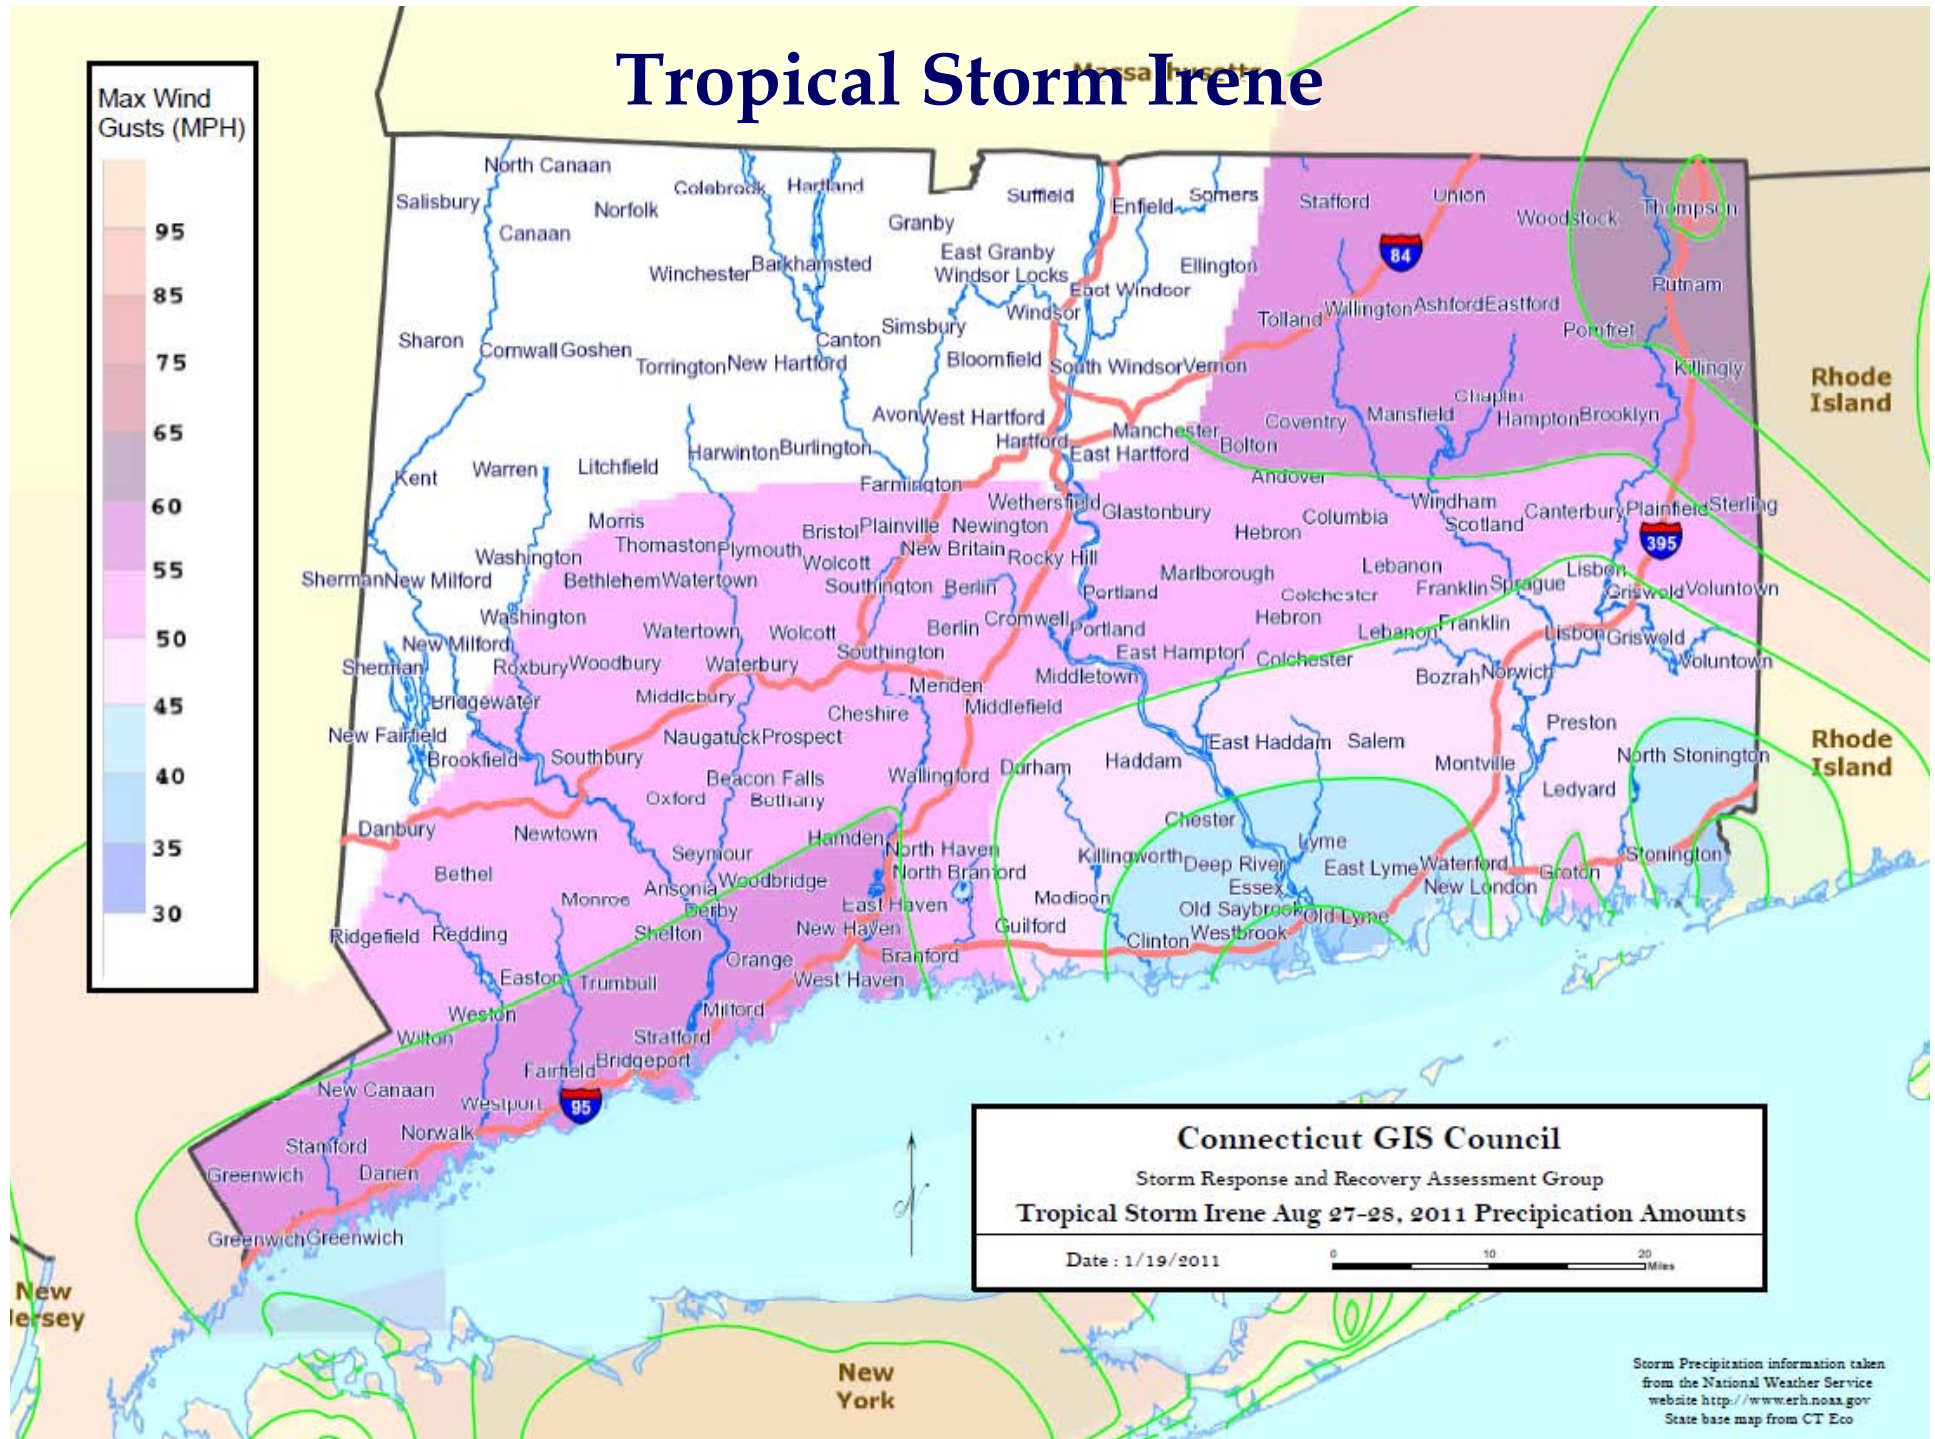 Tropical Storm Irene
Massachusetts
Max Wind
Gusts (MPH)
95
85
75
65
60
55
50
45
40
35
30
North Canaan
Salisbury
Norfolk
Canaan
Colebrook
Hartland
Granby
Suffield
Enfield
Somers
Stafford
Union
Woodstock
Thompson
84
Winchester
Barkhamsted
East Granby
Windsor Locks
East Windsor
Ellington
Putnam
Windsor
Simsbury
Tolland
Willington
Ashford
Eastford
Pomfret
Sharon
Cornwall
Goshen
Torrington
New Hartford
Canton
Bloomfield
South Windsor
Vernon
Killingly
Rhode
Island
Avon
West Hartford
Hartford
Manchester
East Hartford
Bolton
Coventry
Mansfield
Chaplin
Hampton
Brooklyn
Kent
Warren
Litchfield
Harwinton
Burlington
Farmington
Wethersfield
Glastonbury
Andover
Windham
Scotland
Canterbury
Plainfield
Sterling
395
Morris
Thomaston
Plymouth
Bristol
Plainville
Newington
New Britain
Rocky Hill
Hebron
Columbia
Washington
Wolcott
Sherman
New Milford
Bethlehem
Watertown
Southington
Berlin
Portland
Marlborough
Colchester
Lebanon
Franklin
Sprague
Lisbon
Griswold
Voluntown
Washington
Watertown
Wolcott
Berlin
Cromwell
Portland
Hebron
Lebanon
Franklin
Lisbon
Griswold
Voluntown
New Milford
Sherman
Roxbury
Woodbury
Waterbury
Southington
East Hampton
Colchester
Bozrah
Norwich
Bridgewater
Middlebury
Meriden
Middletown
Middlefield
Cheshire
New Fairfield
Brookfield
Southbury
Naugatuck
Prospect
Preston
North Stonington
Rhode
Island
Beacon Falls
Oxford
Bethany
Wallingford
Durham
Haddam
East Haddam
Salem
Montville
Ledyard
Danbury
Newtown
Hamden
North Haven
Chester
Lyme
Seymour
Bethel
Woodbridge
North Branford
Killingworth
Deep River
East Lyme
Waterford
Groton
Stonington
Monroe
Ansonia
Derby
East Haven
Madison
Essex
New London
Ridgefield
Redding
Shelton
New Haven
Guilford
Old Saybrook
Old Lyme
Clinton
Westbrook
Orange
Branford
Easton
Trumbull
West Haven
Weston
Milford
Wilton
Stratford
Fairfield
Bridgeport
New Canaan
Westport
95
Norwalk
Stamford
Greenwich
Darien
Greenwich
Greenwich
N
New
Jersey
New
York
Connecticut GIS Council
Storm Response and Recovery Assessment Group
Tropical Storm Irene Aug 27-28, 2011 Precipication Amounts
Date : 1/19/2011
0 10 20
Miles
Storm Precipitation information taken
from the National Weather Service
website http://www.erh.noaa.gov
State base map from CT Eco